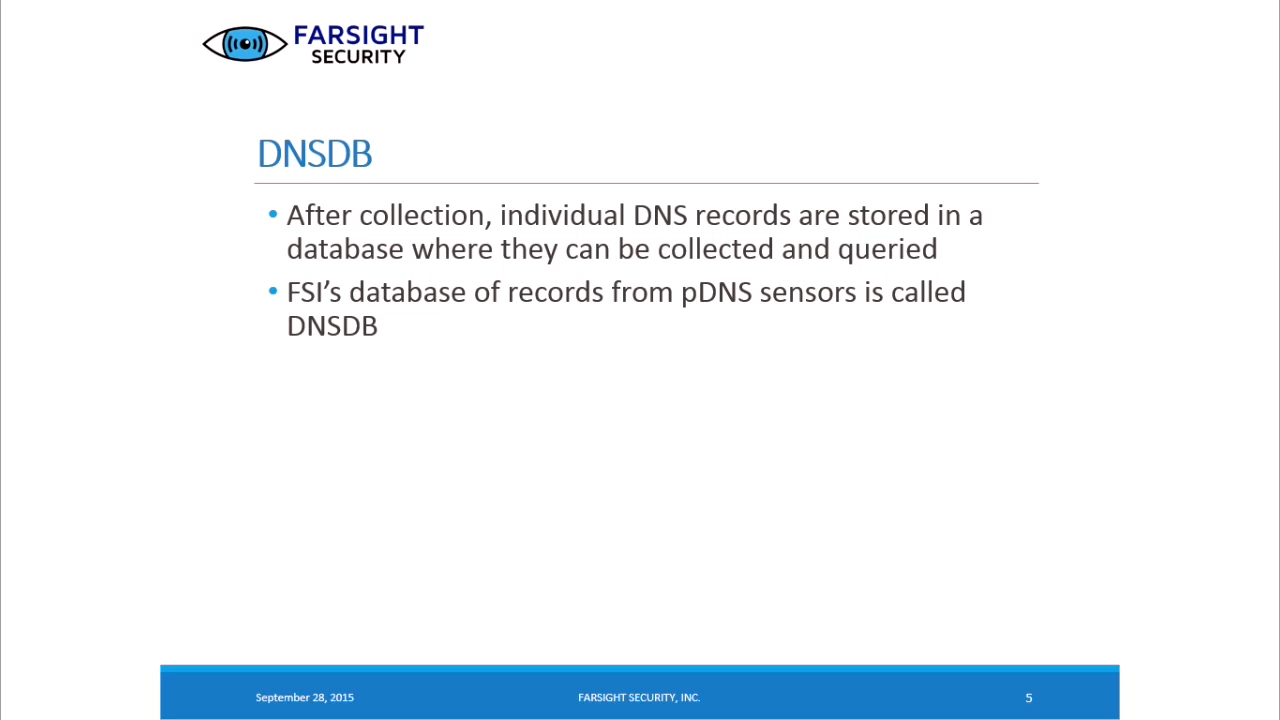 FARSIGHT
SECURITY
DNSDB
• After collection, individual DNS records are stored in a
database where they can be collected and queried
• FSI’s database of records from pDNS sensors is called
DNSDB
September 28, 2015
FARSIGHT SECURITY, INC.
5